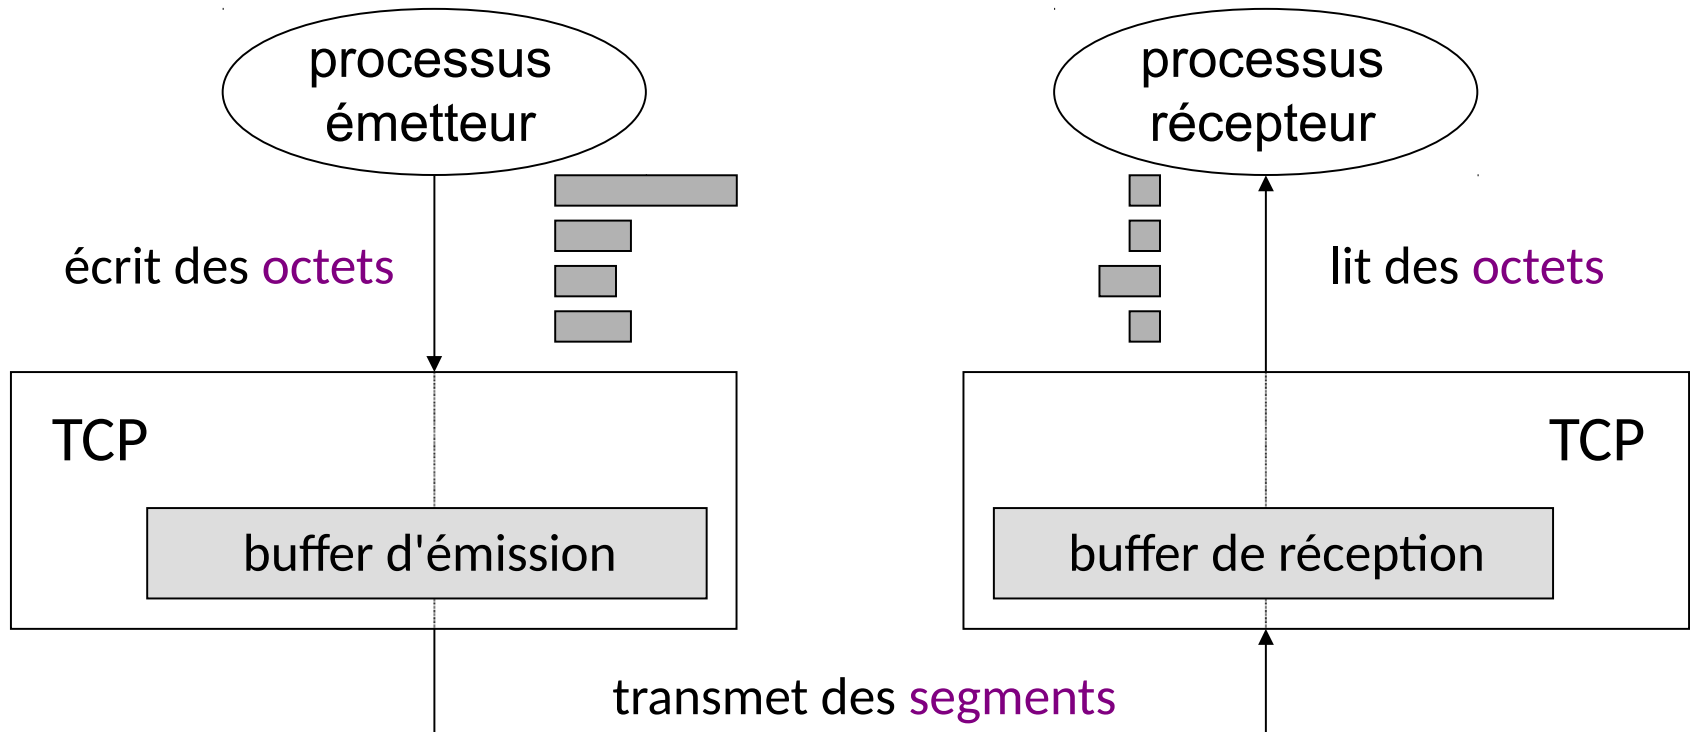 processus
émetteur
processus
récepteur
écrit des octets
lit des octets
TCP
TCP
buffer d'émission
buffer de réception
transmet des segments